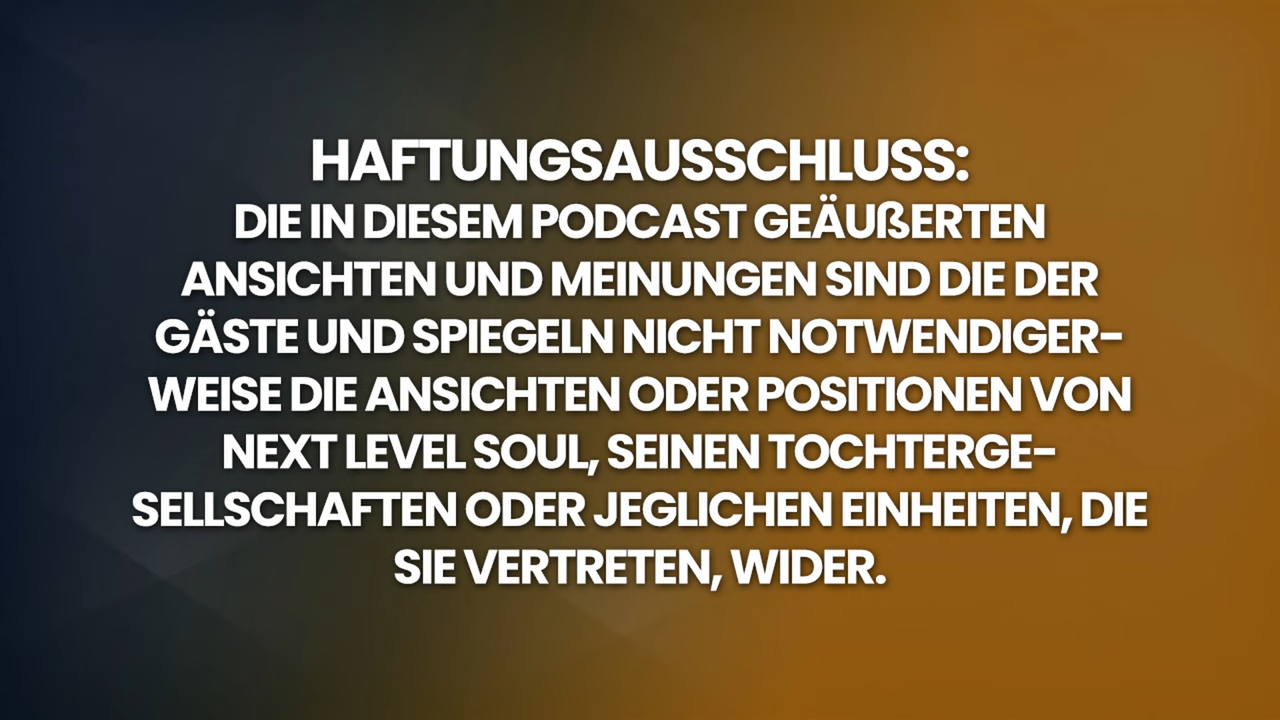 HAFTUNGSAUSSCHLUSS:
DIE IN DIESEM PODCAST GEÄUßERTEN
ANSICHTEN UND MEINUNGEN SIND DIE DER
GÄSTE UND SPIEGELN NICHT NOTWENDIGER-
WEISE DIE ANSICHTEN ODER POSITIONEN VON
NEXT LEVEL SOUL, SEINEN TOCHTERGE-
SELLSCHAFTEN ODER JEGLICHEN EINHEITEN, DIE
SIE VERTRETEN, WIDER.